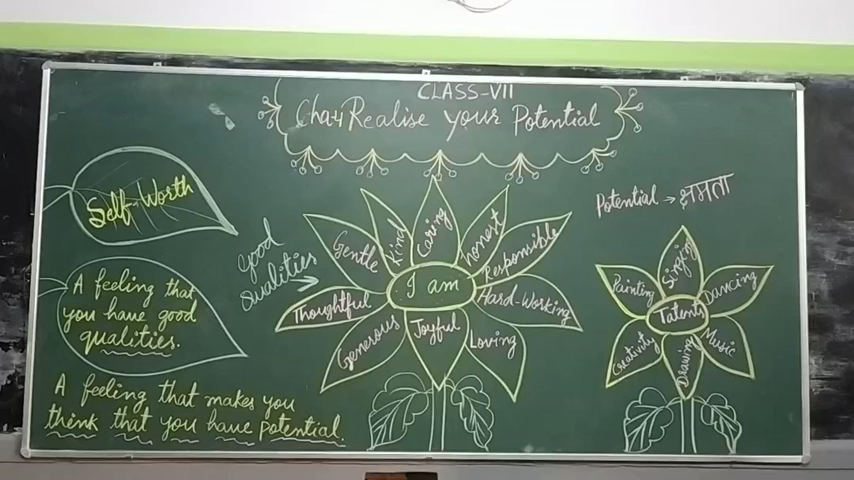 CLASS-VII
Cha.4 Realise your Potential
Self-Worth
A feeling that
you have good
qualities.
A feeling that makes you
think that you have potential.
good
qualities →
I am
Gentle
Kind
Caring
honest
Responsible
Hard-Working
Loving
Joyful
Generous
Thoughtful
Potential → क्षमता
Talents
Painting
Singing
Dancing
Music
Drawing
Creativity